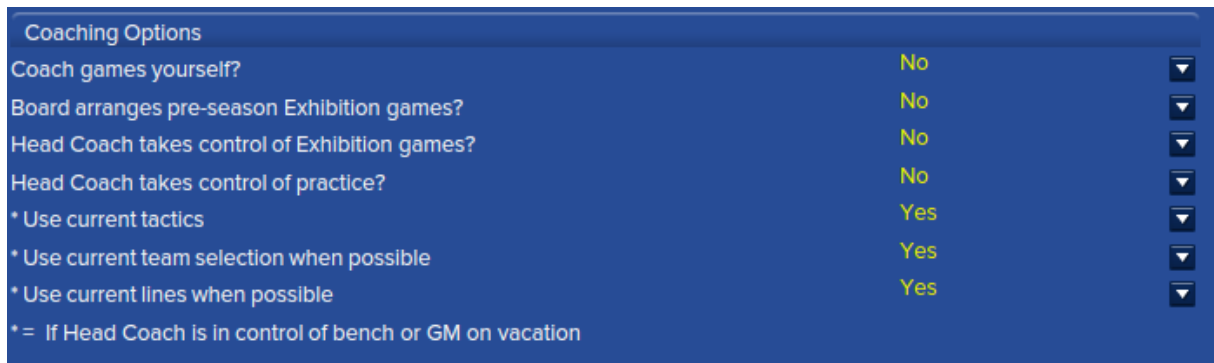 Coaching Options
Coach games yourself? No
Board arranges pre-season Exhibition games? No
Head Coach takes control of Exhibition games? No
Head Coach takes control of practice? No
* Use current tactics Yes
* Use current team selection when possible Yes
* Use current lines when possible Yes
* = If Head Coach is in control of bench or GM on vacation